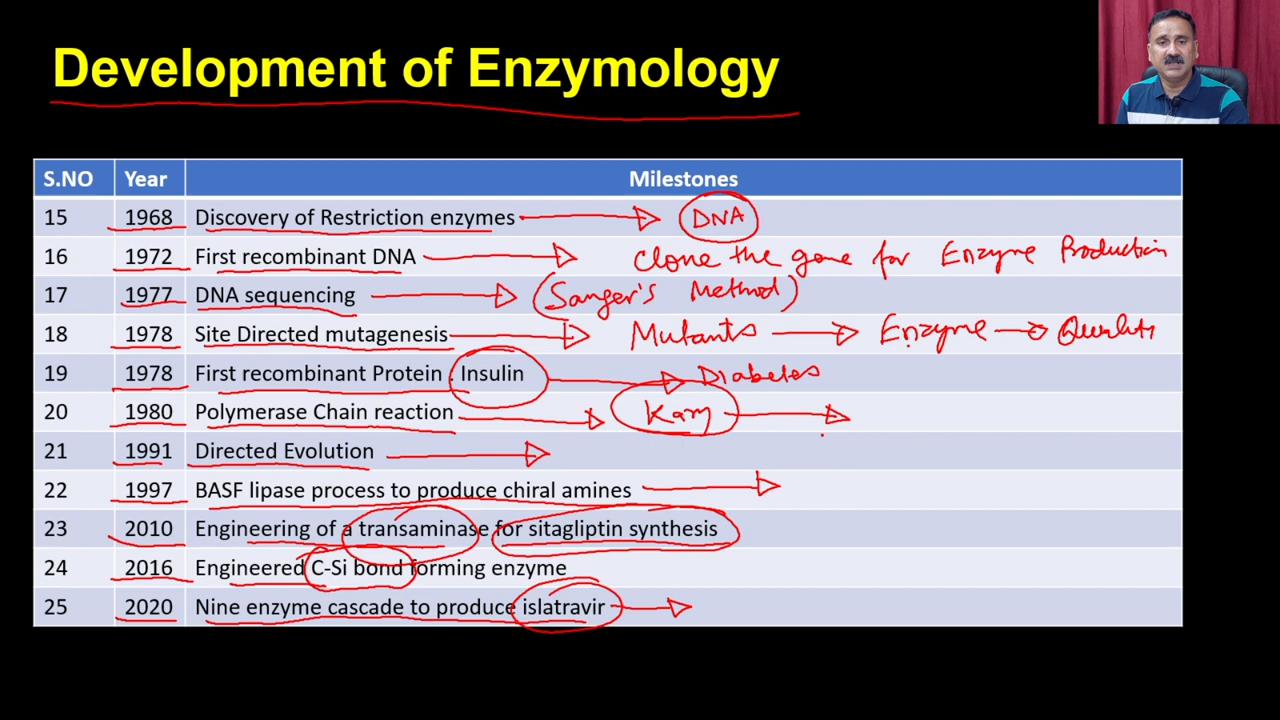 Development of Enzymology
S.NO Year Milestones
15 1968 Discovery of Restriction enzymes DNA
16 1972 First recombinant DNA Clone the gene for Enzyme Production
17 1977 DNA sequencing (Sanger's Method)
18 1978 Site Directed mutagenesis Mutants Enzyme
19 1978 First recombinant Protein Insulin Diabetes
20 1980 Polymerase Chain reaction Kary
21 1991 Directed Evolution
22 1997 BASF lipase process to produce chiral amines
23 2010 Engineering of a transaminase for sitagliptin synthesis
24 2016 Engineered C-Si bond forming enzyme
25 2020 Nine enzyme cascade to produce islatravir